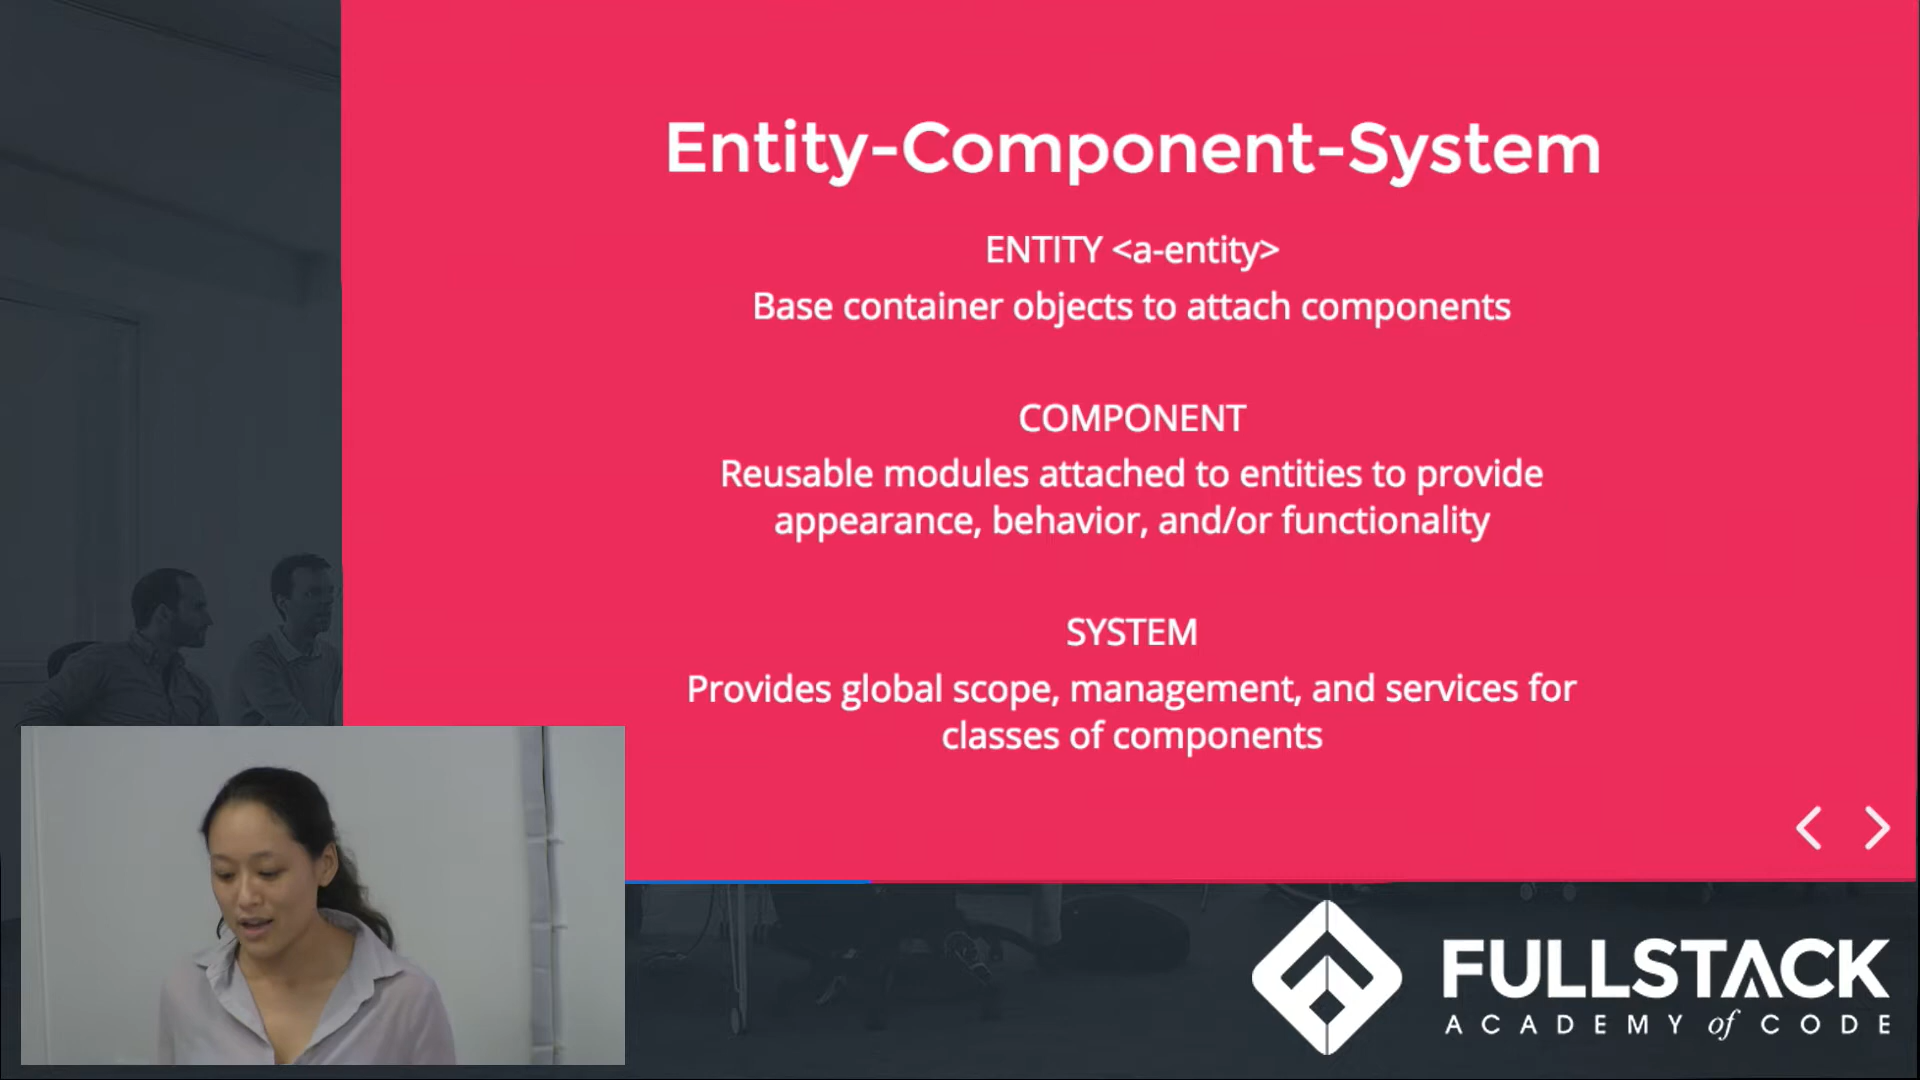 Entity-Component-System
ENTITY <a-entity>
Base container objects to attach components
COMPONENT
Reusable modules attached to entities to provide
appearance, behavior, and/or functionality
SYSTEM
Provides global scope, management, and services for
classes of components
FULLSTACK
ACADEMY of CODE